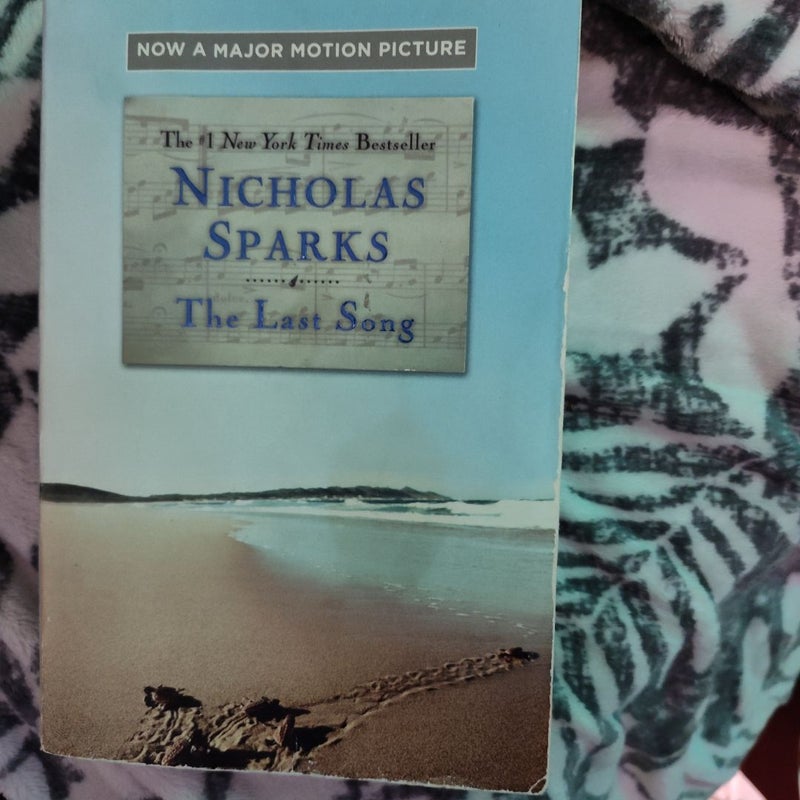 NOW A MAJOR MOTION PICTURE
The #1 New York Times Bestseller
NICHOLAS
SPARKS
The Last Song